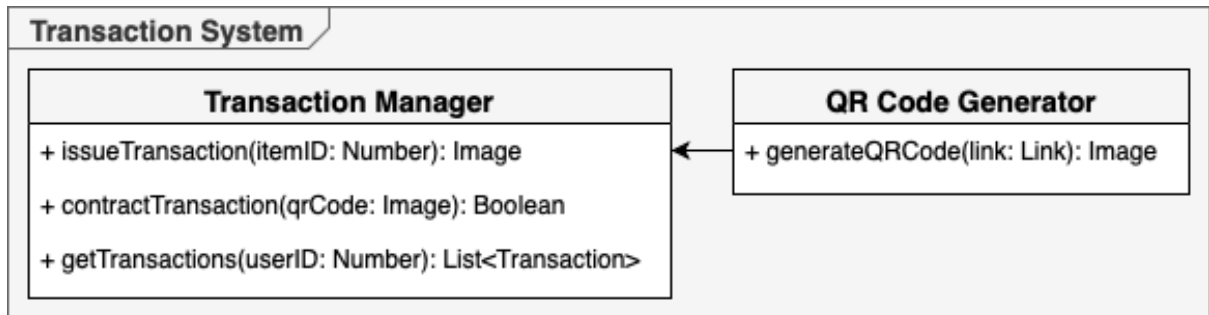 Transaction System
Transaction Manager
+ issueTransaction(itemID: Number): Image
+ contractTransaction(qrCode: Image): Boolean
+ getTransactions(userID: Number): List<Transaction>
QR Code Generator
+ generateQRCode(link: Link): Image